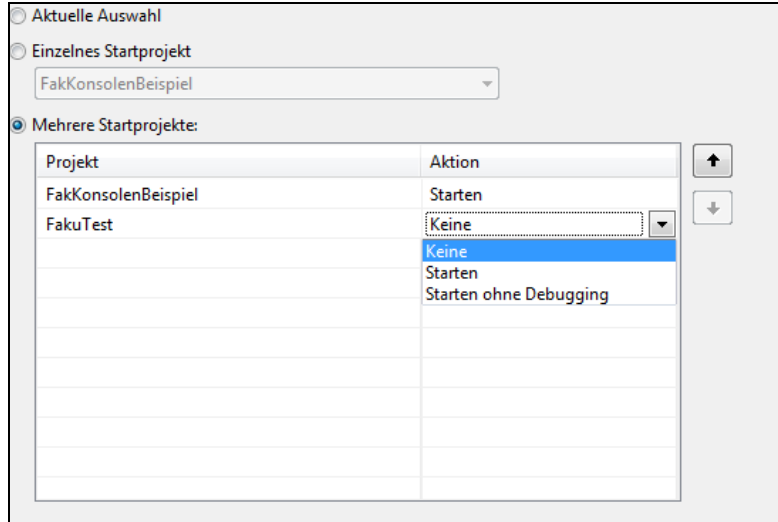 Aktuelle Auswahl
Einzelnes Startprojekt
FakKonsolenBeispiel
Mehrere Startprojekte:
Projekt Aktion
FakKonsolenBeispiel Starten
FakuTest Keine
Keine
Starten
Starten ohne Debugging